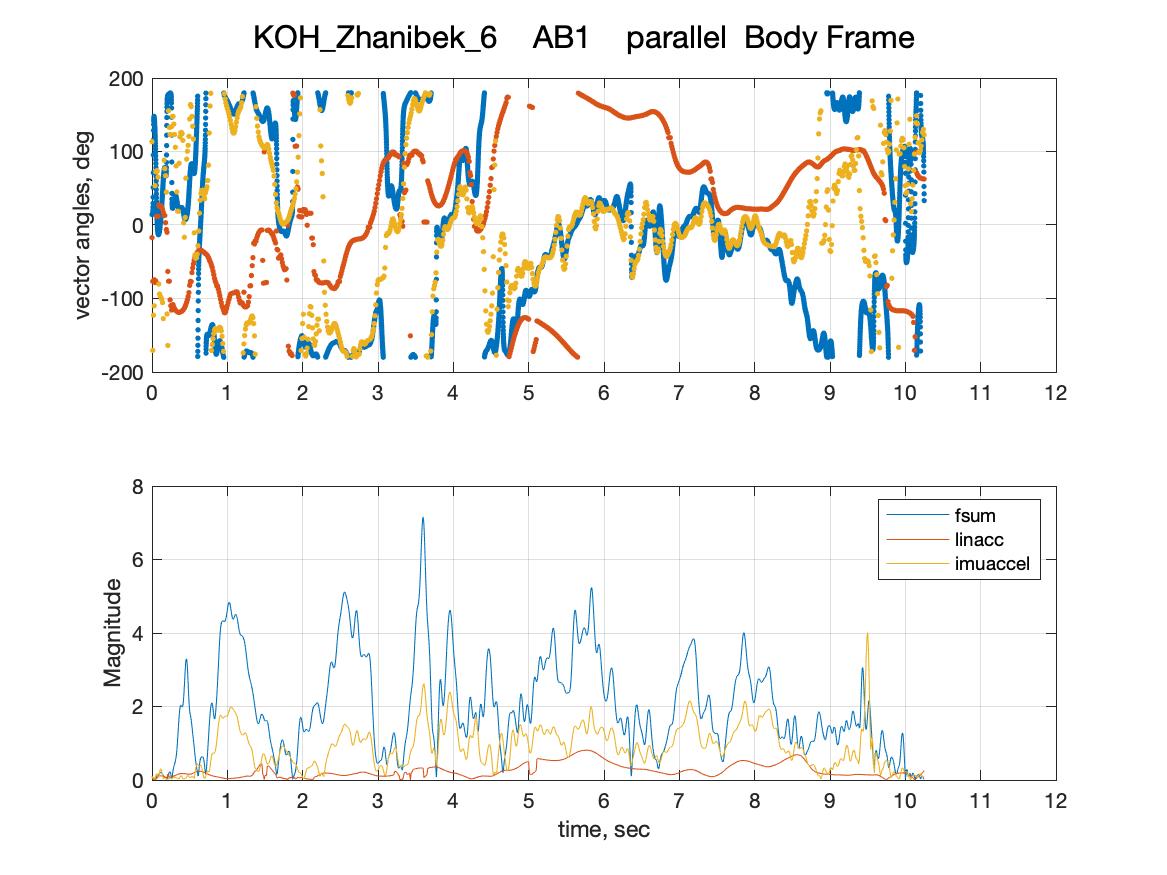 KOH_Zhanibek_6 AB1 parallel Body Frame
200
100
0
-100
-200
vector angles, deg
0 1 2 3 4 5 6 7 8 9 10 11 12
8
6
4
2
0
Magnitude
fsum
linacc
imuaccel
0 1 2 3 4 5 6 7 8 9 10 11 12
time, sec